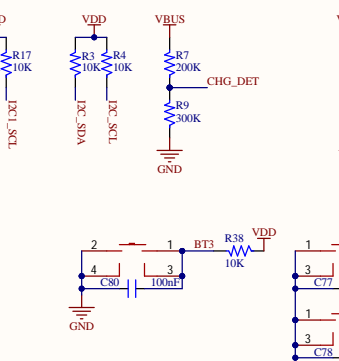 D
VDD
VBUS
R17
10K
R3
10K
R4
10K
R7
200K
CHG_DET
R9
300K
I2C1_SCL
I2C_SDA
I2C_SCL
GND
2
1
BT3
R38
10K
VDD
4
3
C80
100nF
GND
1
3
C77
1
3
C78